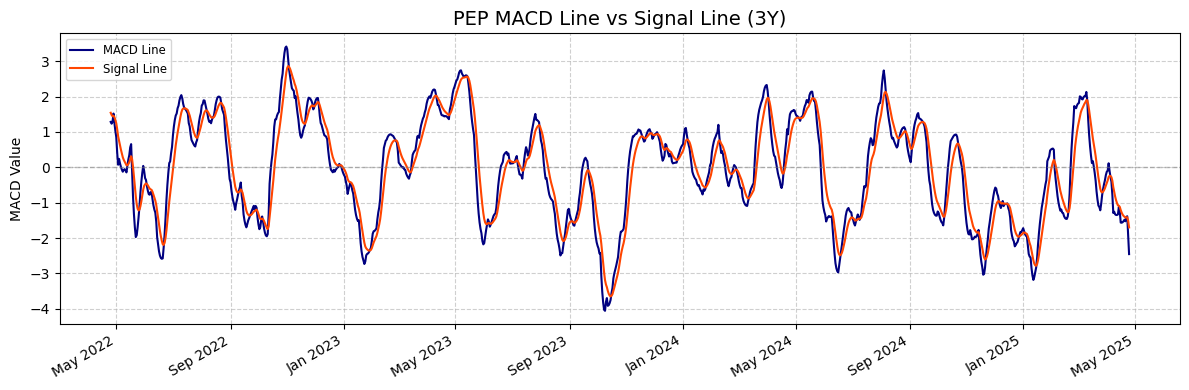 PEP MACD Line vs Signal Line (3Y)
MACD Line
Signal Line
MACD Value
3
2
1
0
−1
−2
−3
−4
May 2022
Sep 2022
Jan 2023
May 2023
Sep 2023
Jan 2024
May 2024
Sep 2024
Jan 2025
May 2025